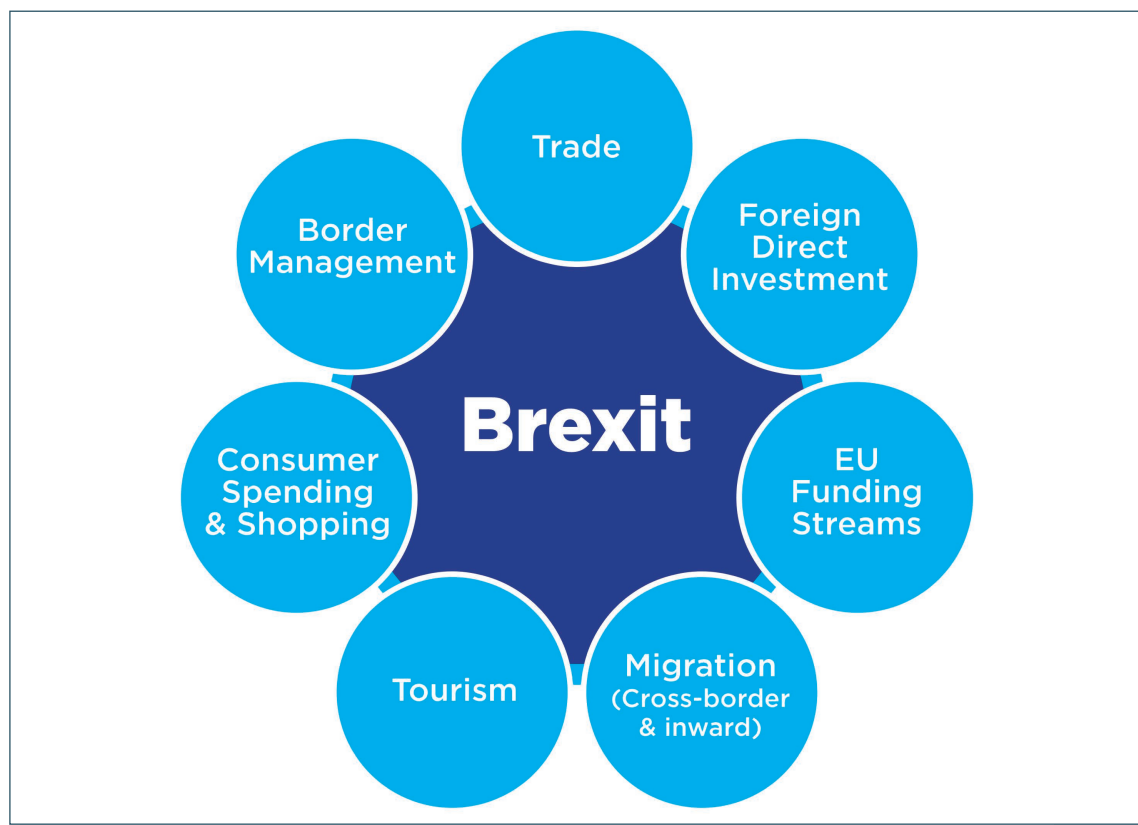 Trade
Foreign
Direct
Investment
EU
Funding
Streams
Migration
(Cross-border
& inward)
Tourism
Consumer
Spending
& Shopping
Border
Management
Brexit